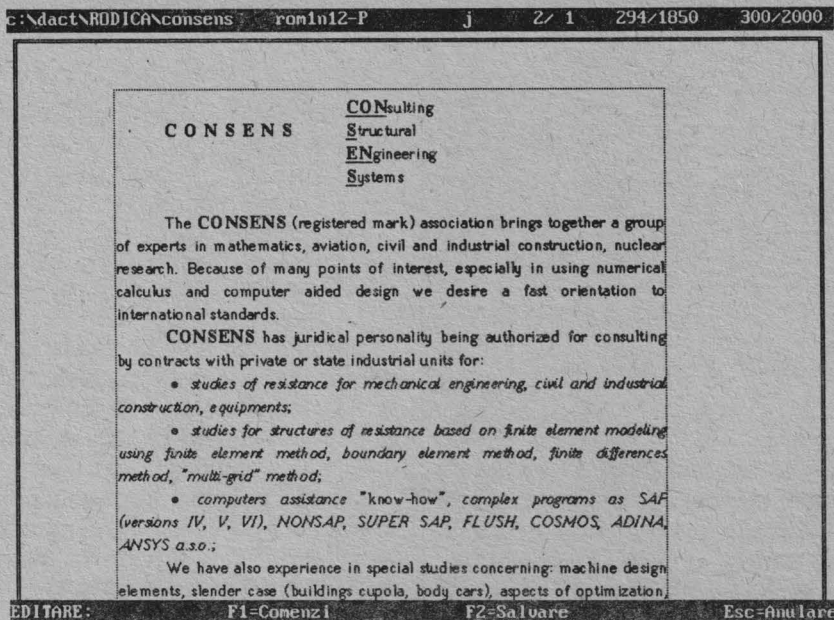 c:\dact\RODICA\consens rom1n12-P j 2/ 1 294/1850 300/2000
CONsulting
CONSENS Structural
ENgineering
Systems
The CONSENS (registered mark) association brings together a group
of experts in mathematics, aviation, civil and industrial construction, nuclear
research. Because of many points of interest, especially in using numerical
calculus and computer aided design we desire a fast orientation to
international standards.
CONSENS has juridical personality being authorized for consulting
by contracts with private or state industrial units for:
• studies of resistance for mechanical engineering, civil and industrial
construction, equipments;
• studies for structures of resistance based on finite element modeling
using finite element method, boundary element method, finite differences
method, "multi-grid" method;
• computers assistance "know-how", complex programs as SAP
(versions IV, V, VI), NONSAP, SUPER SAP, FLUSH, COSMOS, ADINA,
ANSYS a.s.o.;
We have also experience in special studies concerning: machine design
elements, slender case (buildings cupola, body cars), aspects of optimization,
EDITARE: F1=Comenzi F2=Salvare Esc=Anulare